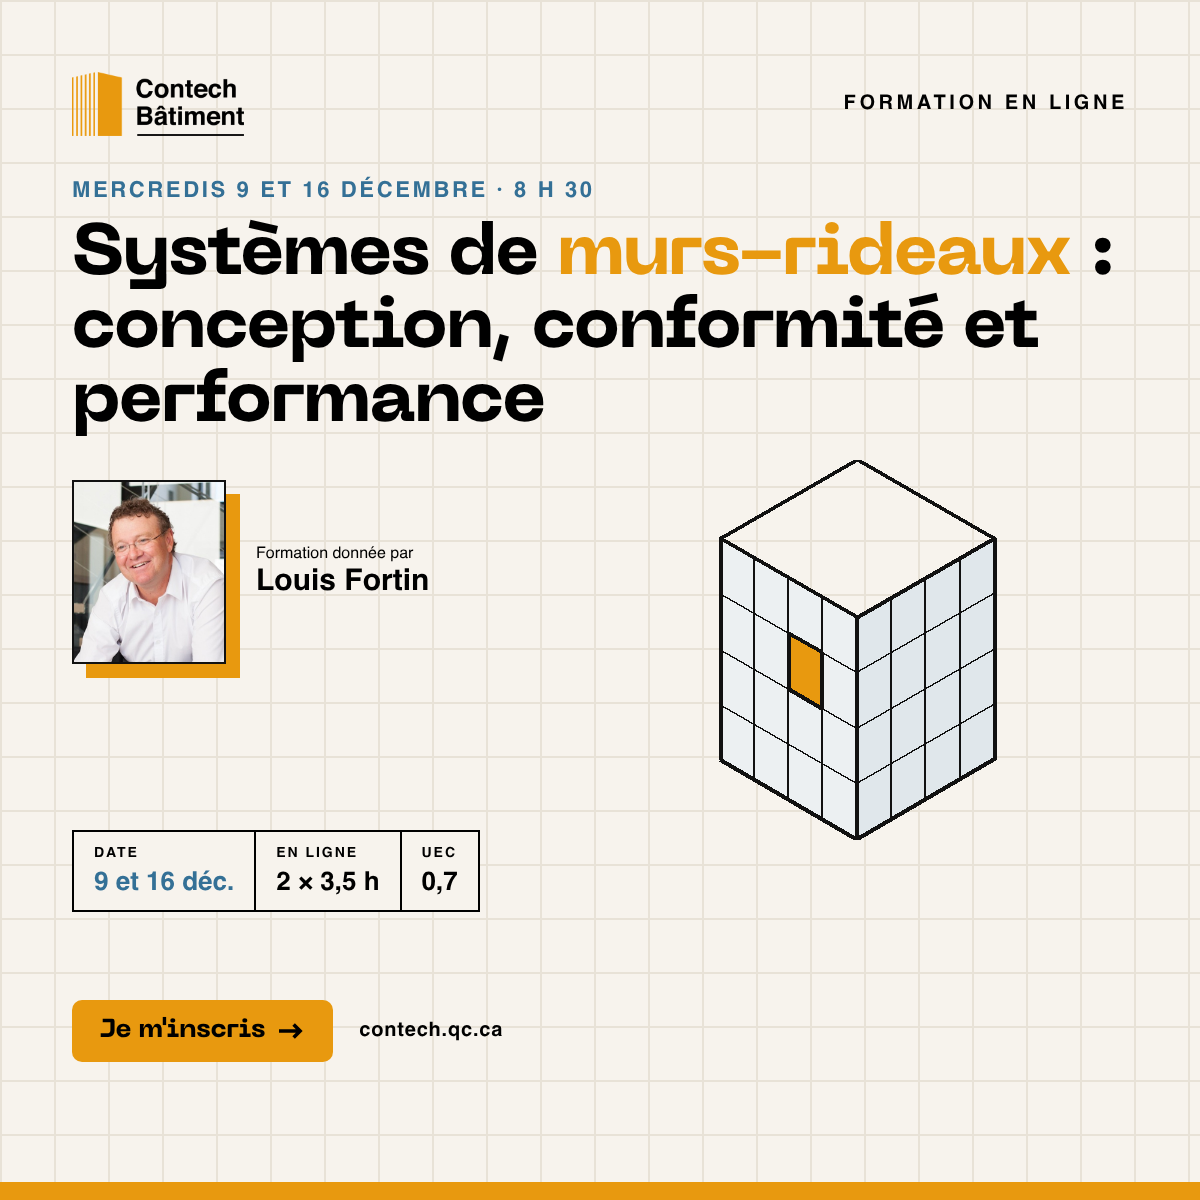 Contech
Bâtiment
FORMATION EN LIGNE
MERCREDIS 9 ET 16 DÉCEMBRE · 8 H 30
Systèmes de murs-rideaux :
conception, conformité et
performance
Formation donnée par
Louis Fortin
DATE
9 et 16 déc.
EN LIGNE
2 × 3,5 h
UEC
0,7
Je m'inscris →
contech.qc.ca